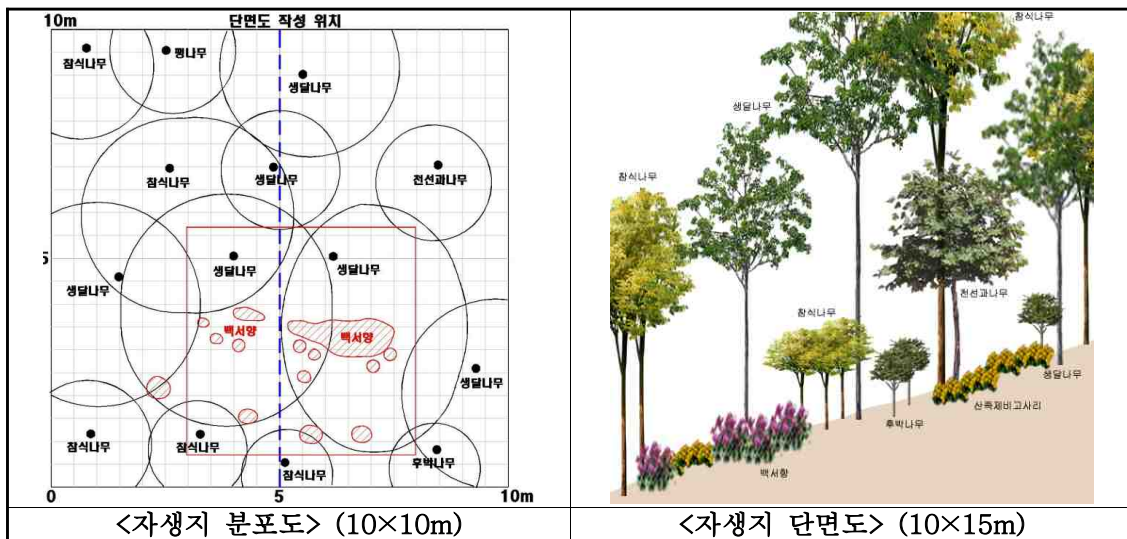 10m
단면도 작성 위치
참식나무
팽나무
생달나무
참식나무
생달나무
전선과나무
5
생달나무
생달나무
생달나무
백서향
백서향
생달나무
참식나무
참식나무
참식나무
후박나무
0
5
10m
<자생지 분포도> (10×10m)
참식나무
참식나무
생달나무
참식나무
참식나무
전선과나무
생달나무
산족제비고사리
후박나무
백서향
<자생지 단면도> (10×15m)